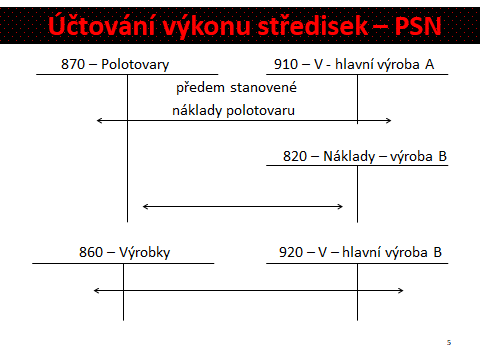 Účtování výkonu středisek – PSN
870 – Polotovary
910 – V - hlavní výroba A
předem stanovené
náklady polotovaru
820 – Náklady – výroba B
860 – Výrobky
920 – V – hlavní výroba B
5